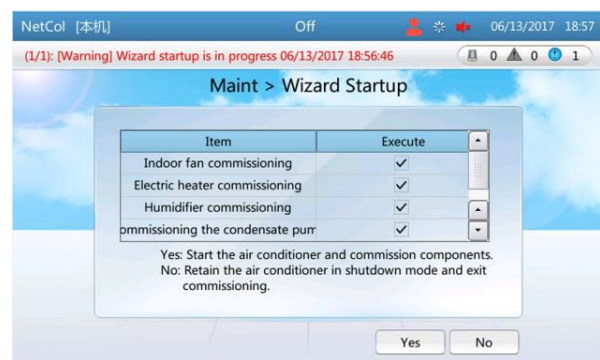 NetCol [本机] Off 06/13/2017 18:57
(1/1): [Warning] Wizard startup is in progress 06/13/2017 18:56:46 0 0 1
Maint > Wizard Startup
Item Execute
Indoor fan commissioning
Electric heater commissioning
Humidifier commissioning
ommissioning the condensate pum
Yes: Start the air conditioner and commission components.
No: Retain the air conditioner in shutdown mode and exit
commissioning.
Yes No